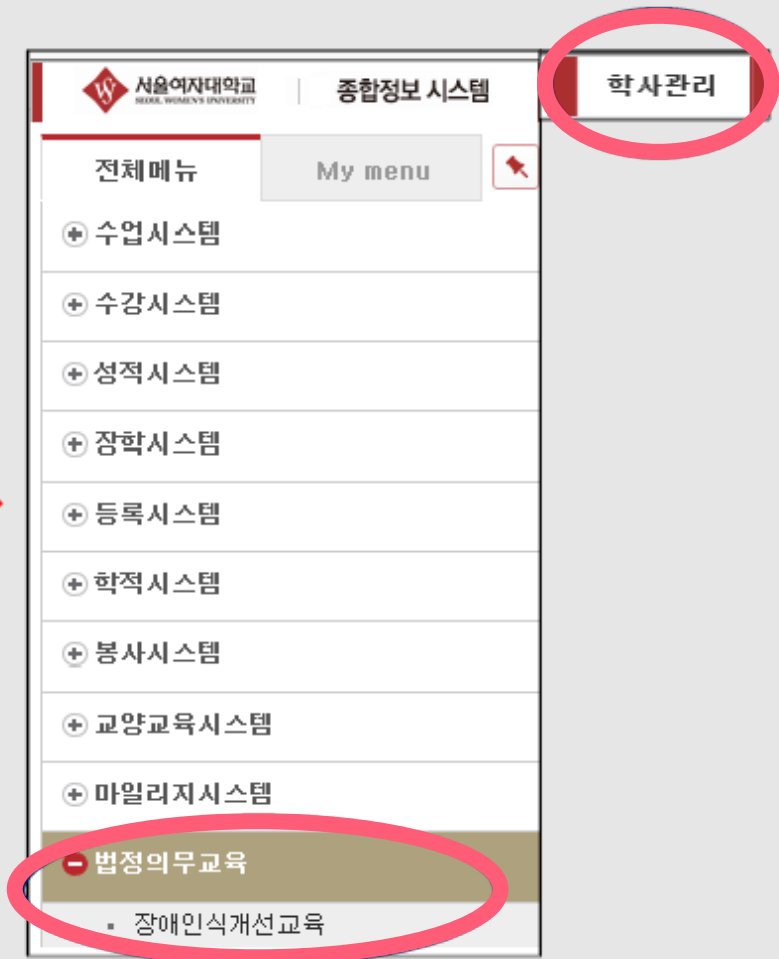 서울여자대학교
SEOUL WOMEN'S UNIVERSITY
종합정보 시스템
학사관리
전체메뉴
My menu
수업시스템
수강시스템
성적시스템
장학시스템
등록시스템
학적시스템
봉사시스템
교양교육시스템
마일리지시스템
법정의무교육
장애인식개선교육